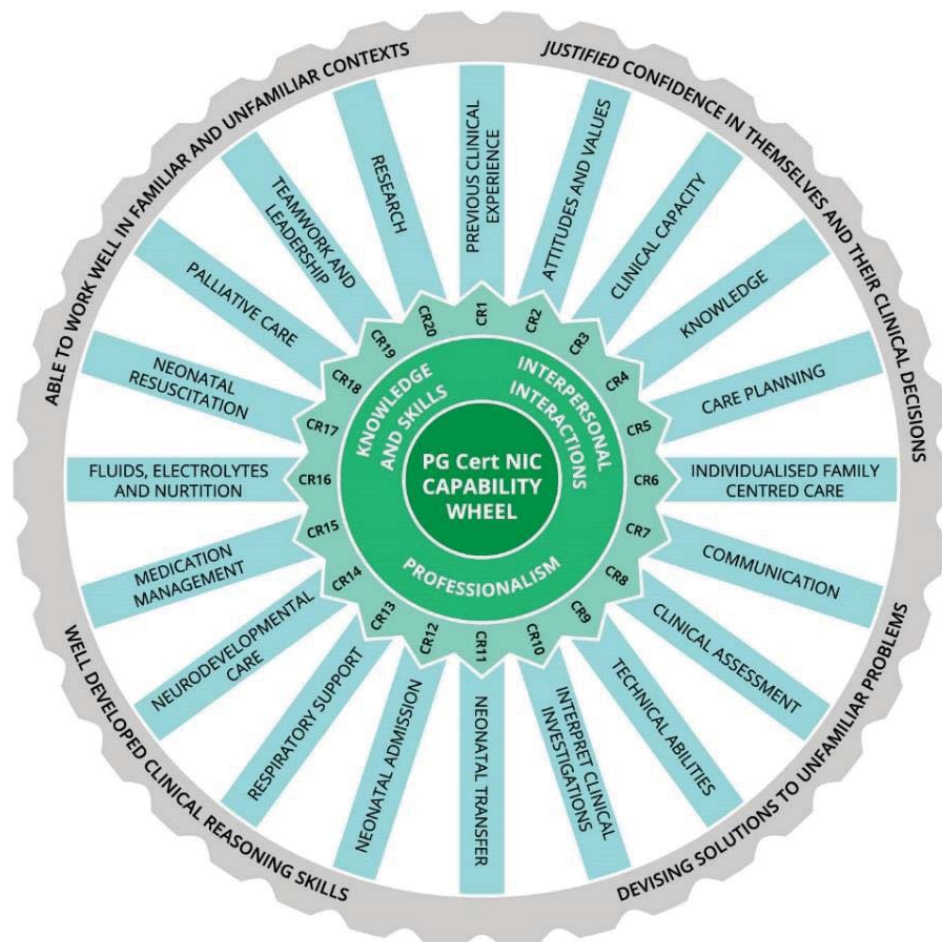 ABLE TO WORK WELL IN FAMILIAR AND UNFAMILIAR CONTEXTS
JUSTIFIED CONFIDENCE IN THEMSELVES AND THEIR CLINICAL DECISIONS
DEVISING SOLUTIONS TO UNFAMILIAR PROBLEMS
WELL DEVELOPED CLINICAL REASONING SKILLS
PREVIOUS CLINICAL
EXPERIENCE
ATTITUDES AND VALUES
CLINICAL CAPACITY
KNOWLEDGE
CARE PLANNING
INDIVIDUALISED FAMILY
CENTRED CARE
COMMUNICATION
CLINICAL ASSESSMENT
TECHNICAL ABILITIES
INTERPRET CLINICAL
INVESTIGATIONS
NEONATAL TRANSFER
NEONATAL ADMISSION
RESPIRATORY SUPPORT
NEURODEVELOPMENTAL
CARE
MEDICATION
MANAGEMENT
FLUIDS, ELECTROLYTES
AND NURTITION
NEONATAL
RESUSCITATION
PALLIATIVE CARE
TEAMWORK AND
LEADERSHIP
RESEARCH
CR1
CR2
CR3
CR4
CR5
CR6
CR7
CR8
CR9
CR10
CR11
CR12
CR13
CR14
CR15
CR16
CR17
CR18
CR19
CR20
KNOWLEDGE
AND SKILLS
INTERPERSONAL
INTERACTIONS
PROFESSIONALISM
PG Cert NIC
CAPABILITY
WHEEL